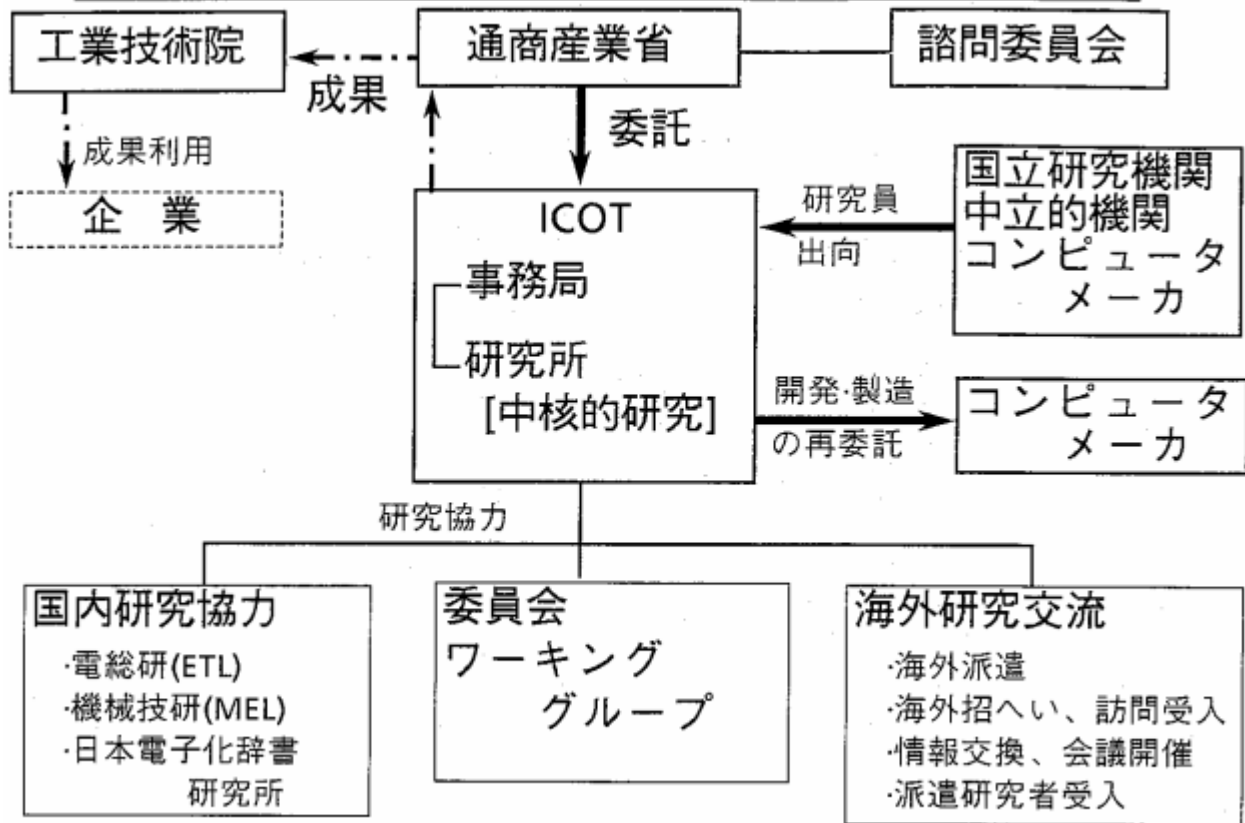 工業技術院
通商産業省
諮問委員会
成果
委託
成果利用
企 業
国立研究機関
中立的機関
コンピュータ
メーカ
研究員
出向
ICOT
事務局
研究所
[中核的研究]
開発·製造
の再委託
コンピュータ
メーカ
研究協力
国内研究協力
·電総研(ETL)
·機械技研(MEL)
·日本電子化辞書
研究所
委員会
ワーキング
グループ
海外研究交流
·海外派遣
·海外招へい、訪問受入
·情報交換、会議開催
·派遣研究者受入